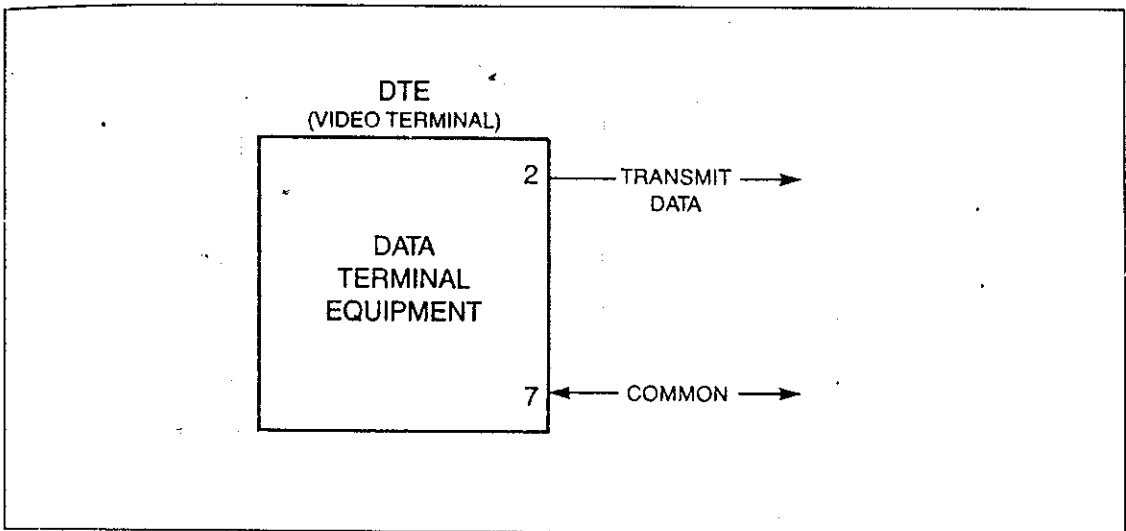 DTE
(VIDEO TERMINAL)
2
TRANSMIT
DATA
DATA
TERMINAL
EQUIPMENT
7
COMMON